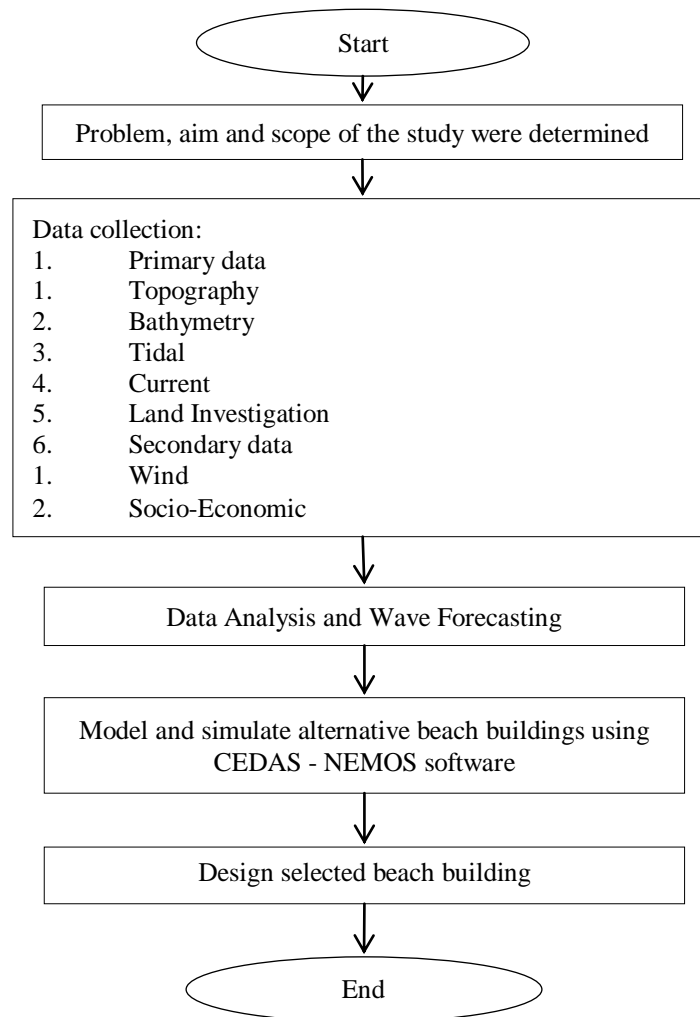 Start
Problem, aim and scope of the study were determined
Data collection:
1. Primary data
1. Topography
2. Bathymetry
3. Tidal
4. Current
5. Land Investigation
6. Secondary data
1. Wind
2. Socio-Economic
Data Analysis and Wave Forecasting
Model and simulate alternative beach buildings using
CEDAS - NEMOS software
Design selected beach building
End